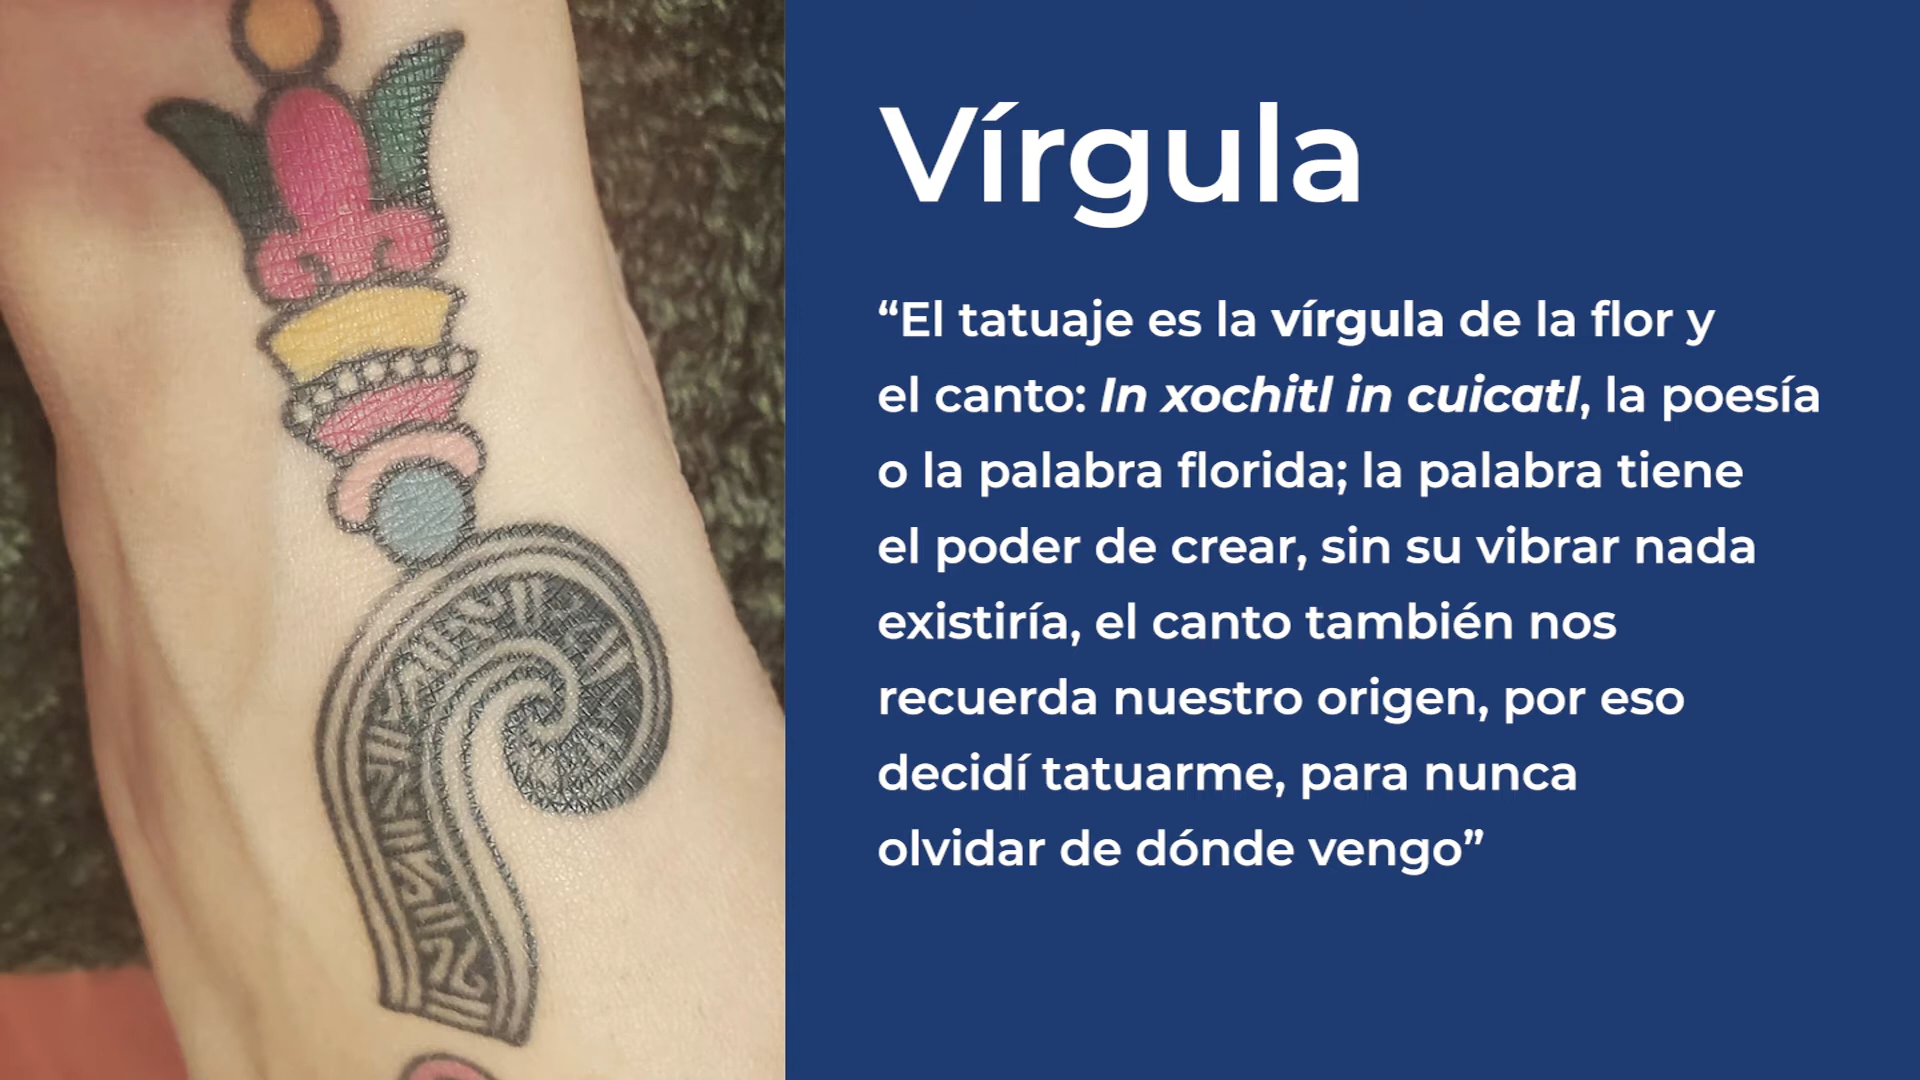 Vírgula
“El tatuaje es la vírgula de la flor y
el canto: In xochitl in cuicatl, la poesía
o la palabra florida; la palabra tiene
el poder de crear, sin su vibrar nada
existiría, el canto también nos
recuerda nuestro origen, por eso
decidí tatuarme, para nunca
olvidar de dónde vengo”